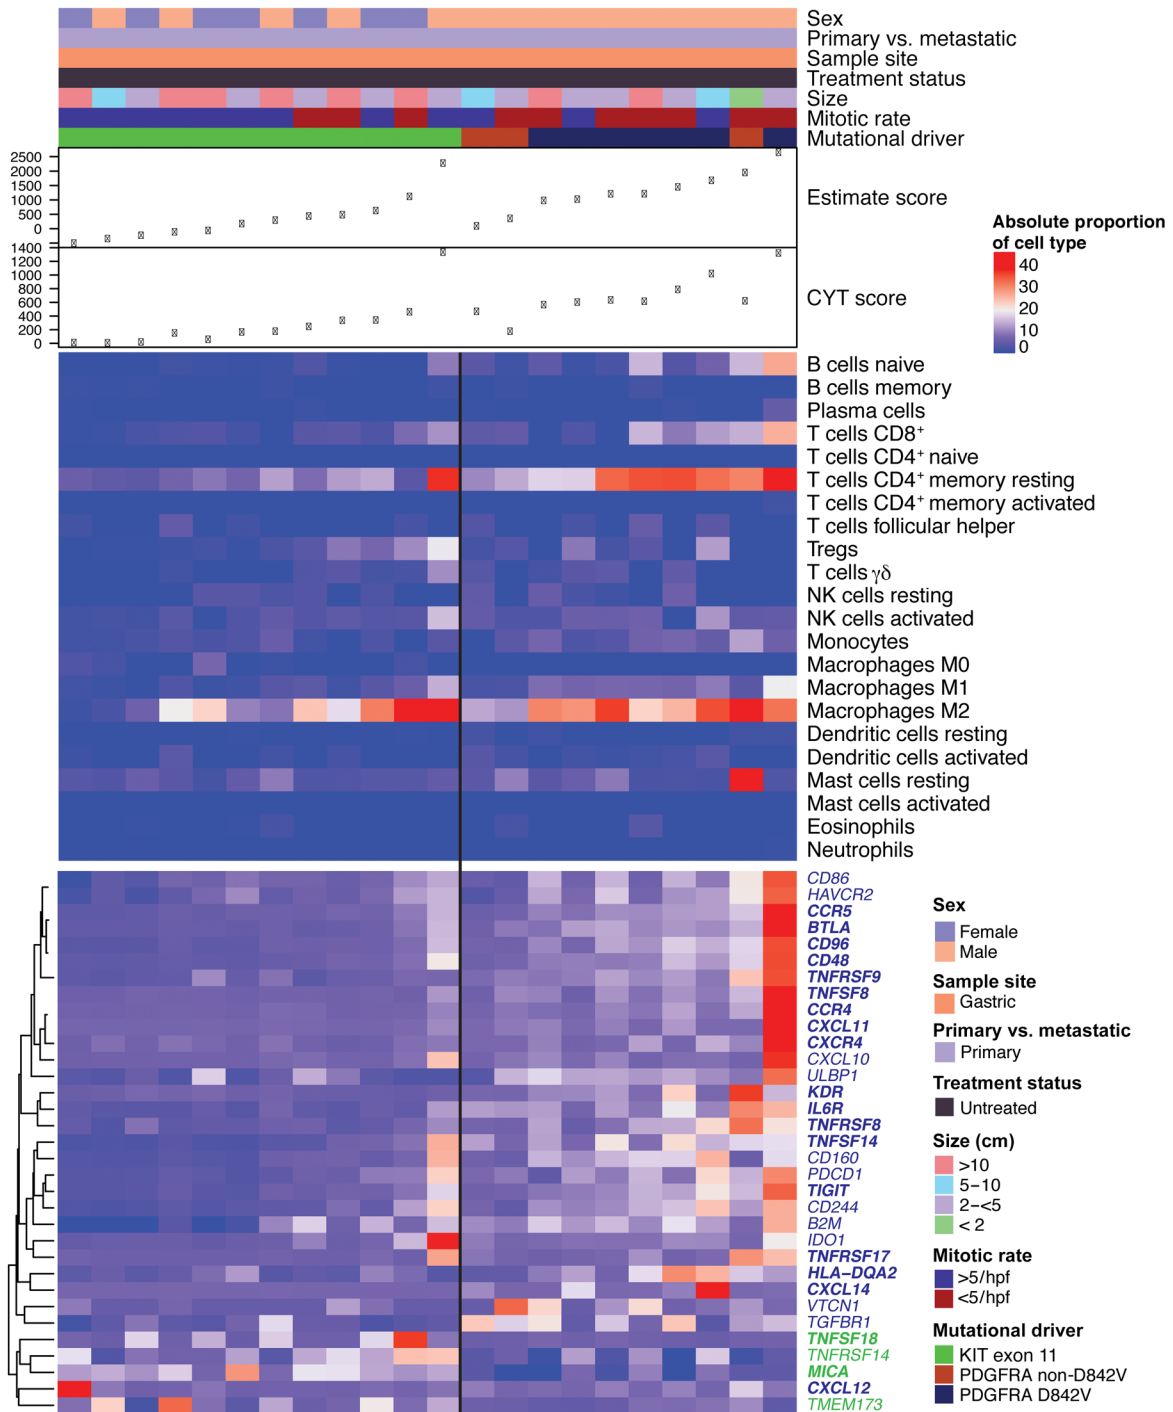 Sex
Primary vs. metastatic
Sample site
Treatment status
Size
Mitotic rate
Mutational driver
2500
2000
1500
1000
500
0
Estimate score
1400
1200
1000
800
600
400
200
0
CYT score
Absolute proportion
of cell type
40
30
20
10
0
B cells naive
B cells memory
Plasma cells
T cells CD8⁺
T cells CD4⁺ naive
T cells CD4⁺ memory resting
T cells CD4⁺ memory activated
T cells follicular helper
Tregs
T cells γδ
NK cells resting
NK cells activated
Monocytes
Macrophages M0
Macrophages M1
Macrophages M2
Dendritic cells resting
Dendritic cells activated
Mast cells resting
Mast cells activated
Eosinophils
Neutrophils
CD86
HAVCR2
CCR5
BTLA
CD96
CD48
TNFRSF9
TNFSF8
CCR4
CXCL11
CXCR4
CXCL10
ULBP1
KDR
IL6R
TNFRSF8
TNFSF14
CD160
PDCD1
TIGIT
CD244
B2M
IDO1
TNFRSF17
HLA−DQA2
CXCL14
VTCN1
TGFBR1
TNFSF18
TNFRSF14
MICA
CXCL12
TMEM173
Sex
Female
Male
Sample site
Gastric
Primary vs. metastatic
Primary
Treatment status
Untreated
Size (cm)
>10
5−10
2−<5
< 2
Mitotic rate
>5/hpf
<5/hpf
Mutational driver
KIT exon 11
PDGFRA non-D842V
PDGFRA D842V